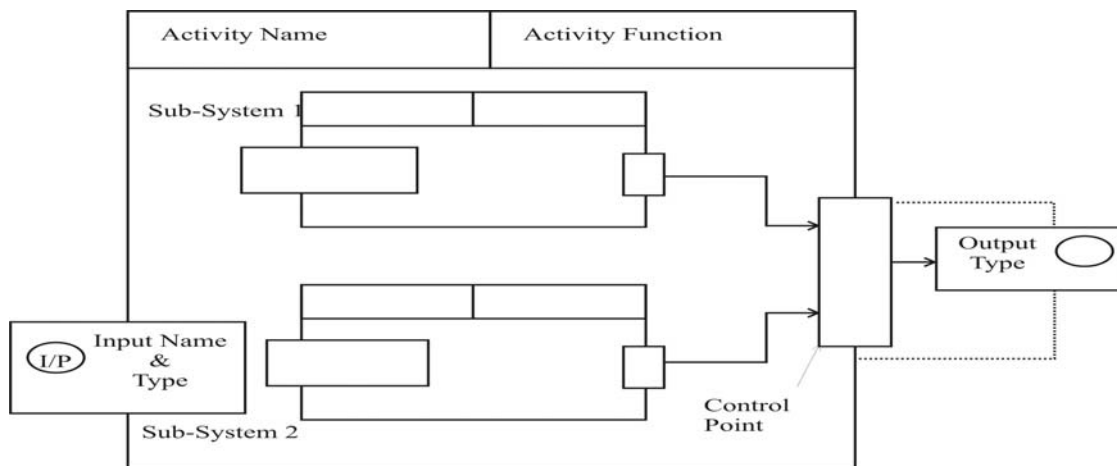 Activity Name
Activity Function
Sub-System 1
Output
Type
I/P
Input Name
&
Type
Control
Point
Sub-System 2